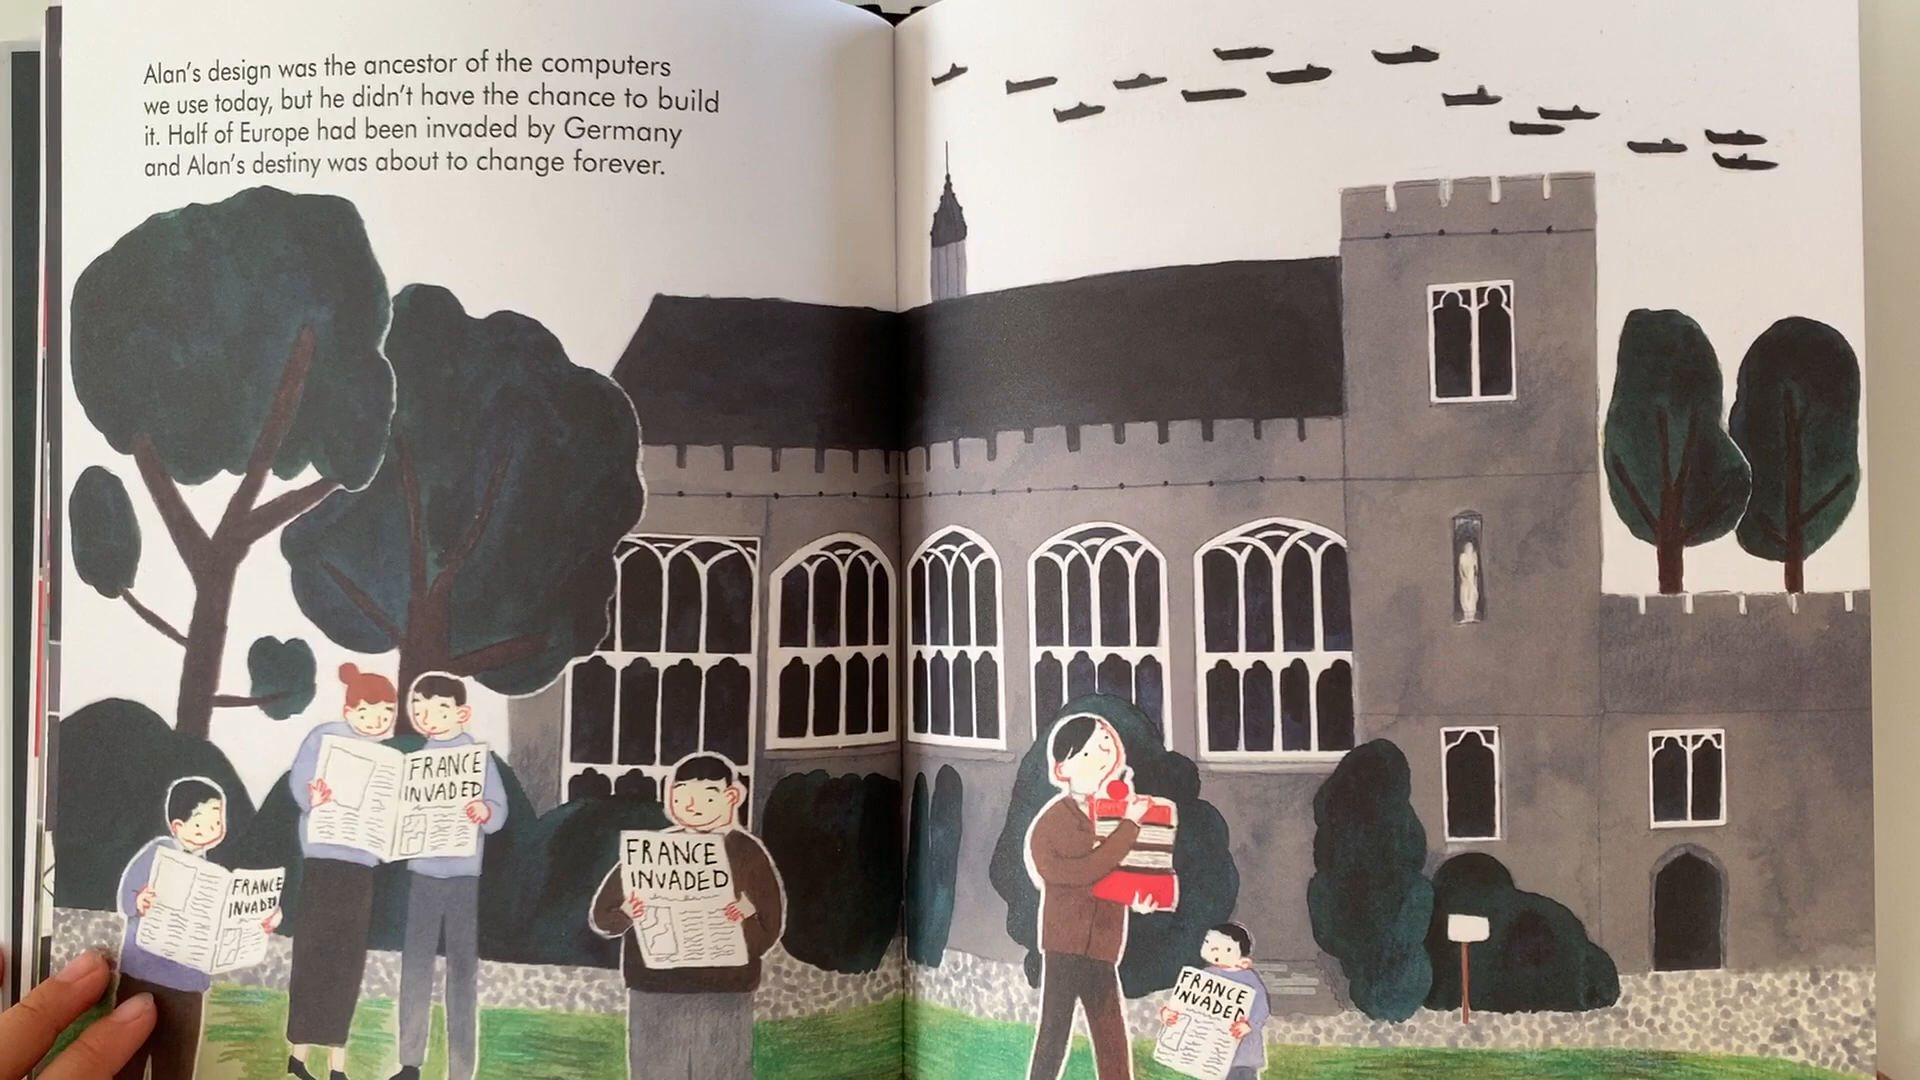 Alan's design was the ancestor of the computers
we use today, but he didn't have the chance to build
it. Half of Europe had been invaded by Germany
and Alan's destiny was about to change forever.
FRANCE
INVADED
FRANCE
INVADED
FRANCE
INVADED
FRANCE
INVADED